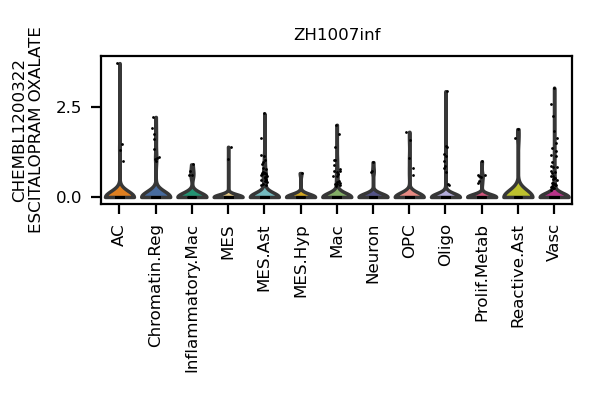 ZH1007inf
CHEMBL1200322
ESCITALOPRAM OXALATE
2.5
0.0
AC
Chromatin.Reg
Inflammatory.Mac
MES
MES.Ast
MES.Hyp
Mac
Neuron
OPC
Oligo
Prolif.Metab
Reactive.Ast
Vasc